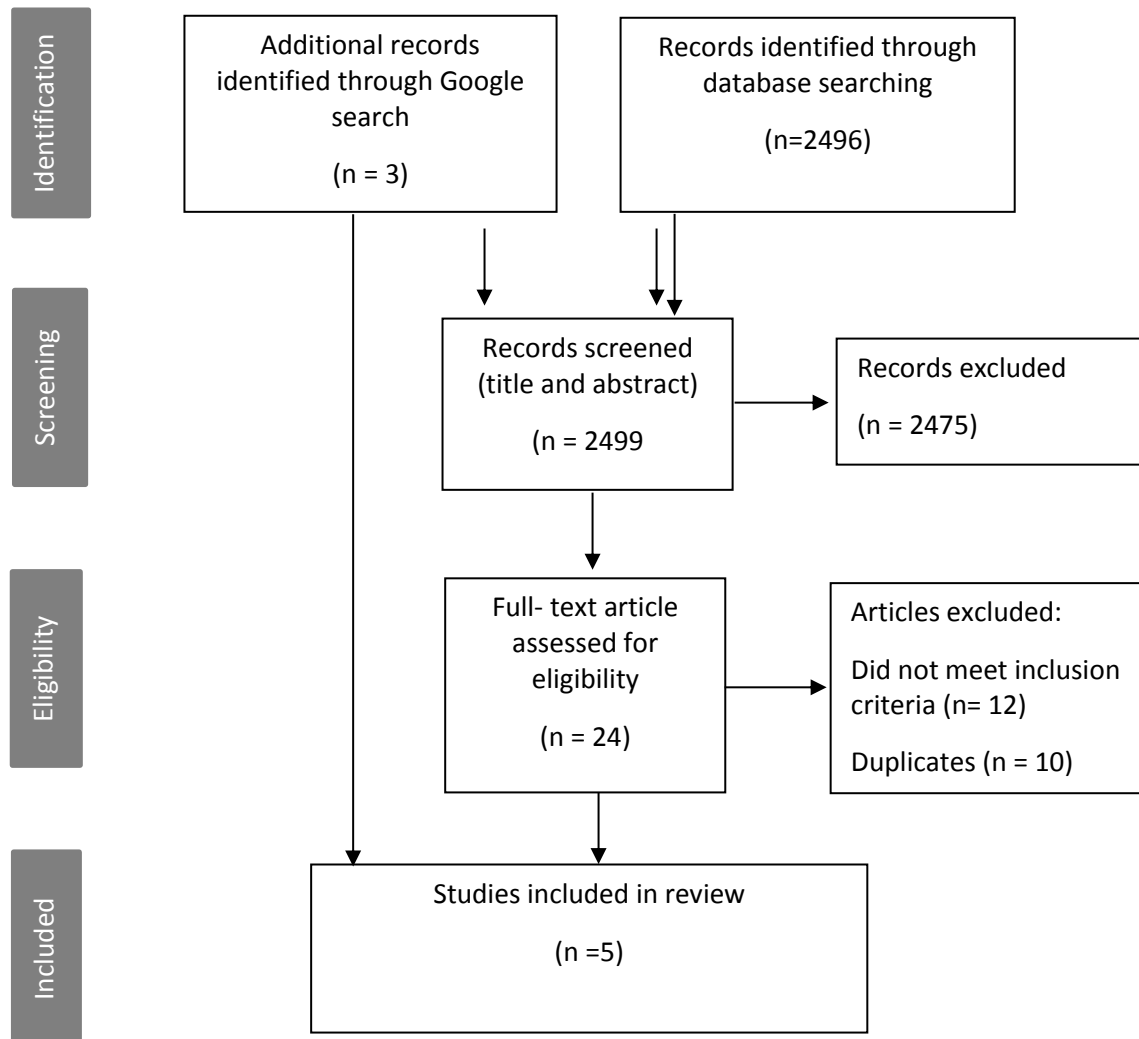 Identification
Additional records
identified through Google
search
(n = 3)
Records identified through
database searching
(n=2496)
Screening
Records screened
(title and abstract)
(n = 2499
Records excluded
(n = 2475)
Eligibility
Full- text article
assessed for
eligibility
(n = 24)
Articles excluded:
Did not meet inclusion
criteria (n= 12)
Duplicates (n = 10)
Included
Studies included in review
(n =5)